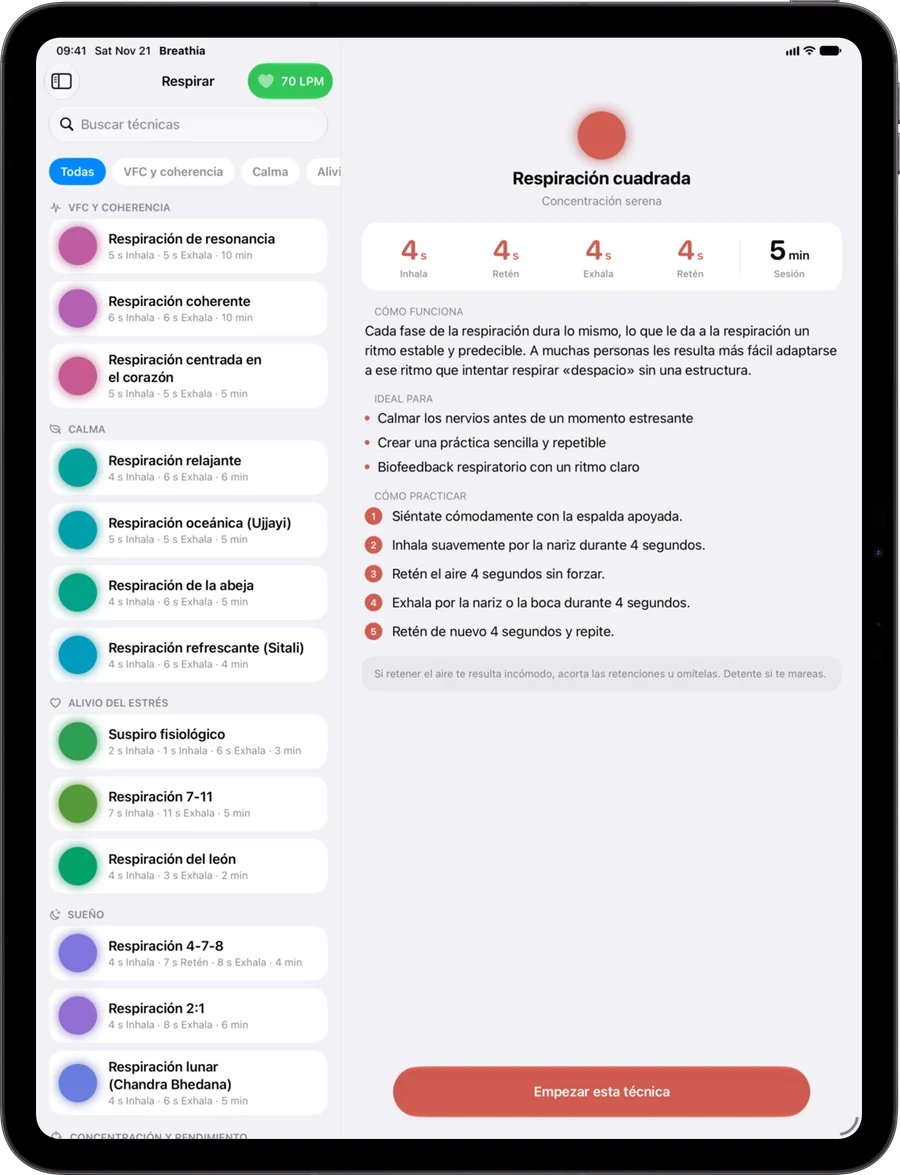 09:41 Sat Nov 21 Breathia
Respirar
70 LPM
Buscar técnicas
Todas
VFC y coherencia
Calma
Alivi
VFC Y COHERENCIA
Respiración de resonancia
5 s Inhala · 5 s Exhala · 10 min
Respiración coherente
6 s Inhala · 6 s Exhala · 10 min
Respiración centrada en
el corazón
5 s Inhala · 5 s Exhala · 5 min
CALMA
Respiración relajante
4 s Inhala · 6 s Exhala · 6 min
Respiración oceánica (Ujjayi)
5 s Inhala · 5 s Exhala · 5 min
Respiración de la abeja
4 s Inhala · 6 s Exhala · 5 min
Respiración refrescante (Sitali)
4 s Inhala · 6 s Exhala · 4 min
ALIVIO DEL ESTRÉS
Suspiro fisiológico
2 s Inhala · 1 s Inhala · 6 s Exhala · 3 min
Respiración 7-11
7 s Inhala · 11 s Exhala · 5 min
Respiración del león
4 s Inhala · 3 s Exhala · 2 min
SUEÑO
Respiración 4-7-8
4 s Inhala · 7 s Retén · 8 s Exhala · 4 min
Respiración 2:1
4 s Inhala · 8 s Exhala · 6 min
Respiración lunar
(Chandra Bhedana)
4 s Inhala · 6 s Exhala · 5 min
CONCENTRACIÓN Y RENDIMIENTO
Respiración cuadrada
Concentración serena
4 s
Inhala
4 s
Retén
4 s
Exhala
4 s
Retén
5 min
Sesión
CÓMO FUNCIONA
Cada fase de la respiración dura lo mismo, lo que le da a la respiración un
ritmo estable y predecible. A muchas personas les resulta más fácil adaptarse
a ese ritmo que intentar respirar «despacio» sin una estructura.
IDEAL PARA
• Calmar los nervios antes de un momento estresante
• Crear una práctica sencilla y repetible
• Biofeedback respiratorio con un ritmo claro
CÓMO PRACTICAR
1 Siéntate cómodamente con la espalda apoyada.
2 Inhala suavemente por la nariz durante 4 segundos.
3 Retén el aire 4 segundos sin forzar.
4 Exhala por la nariz o la boca durante 4 segundos.
5 Retén de nuevo 4 segundos y repite.
Si retener el aire te resulta incómodo, acorta las retenciones u omítelas. Detente si te mareas.
Empezar esta técnica